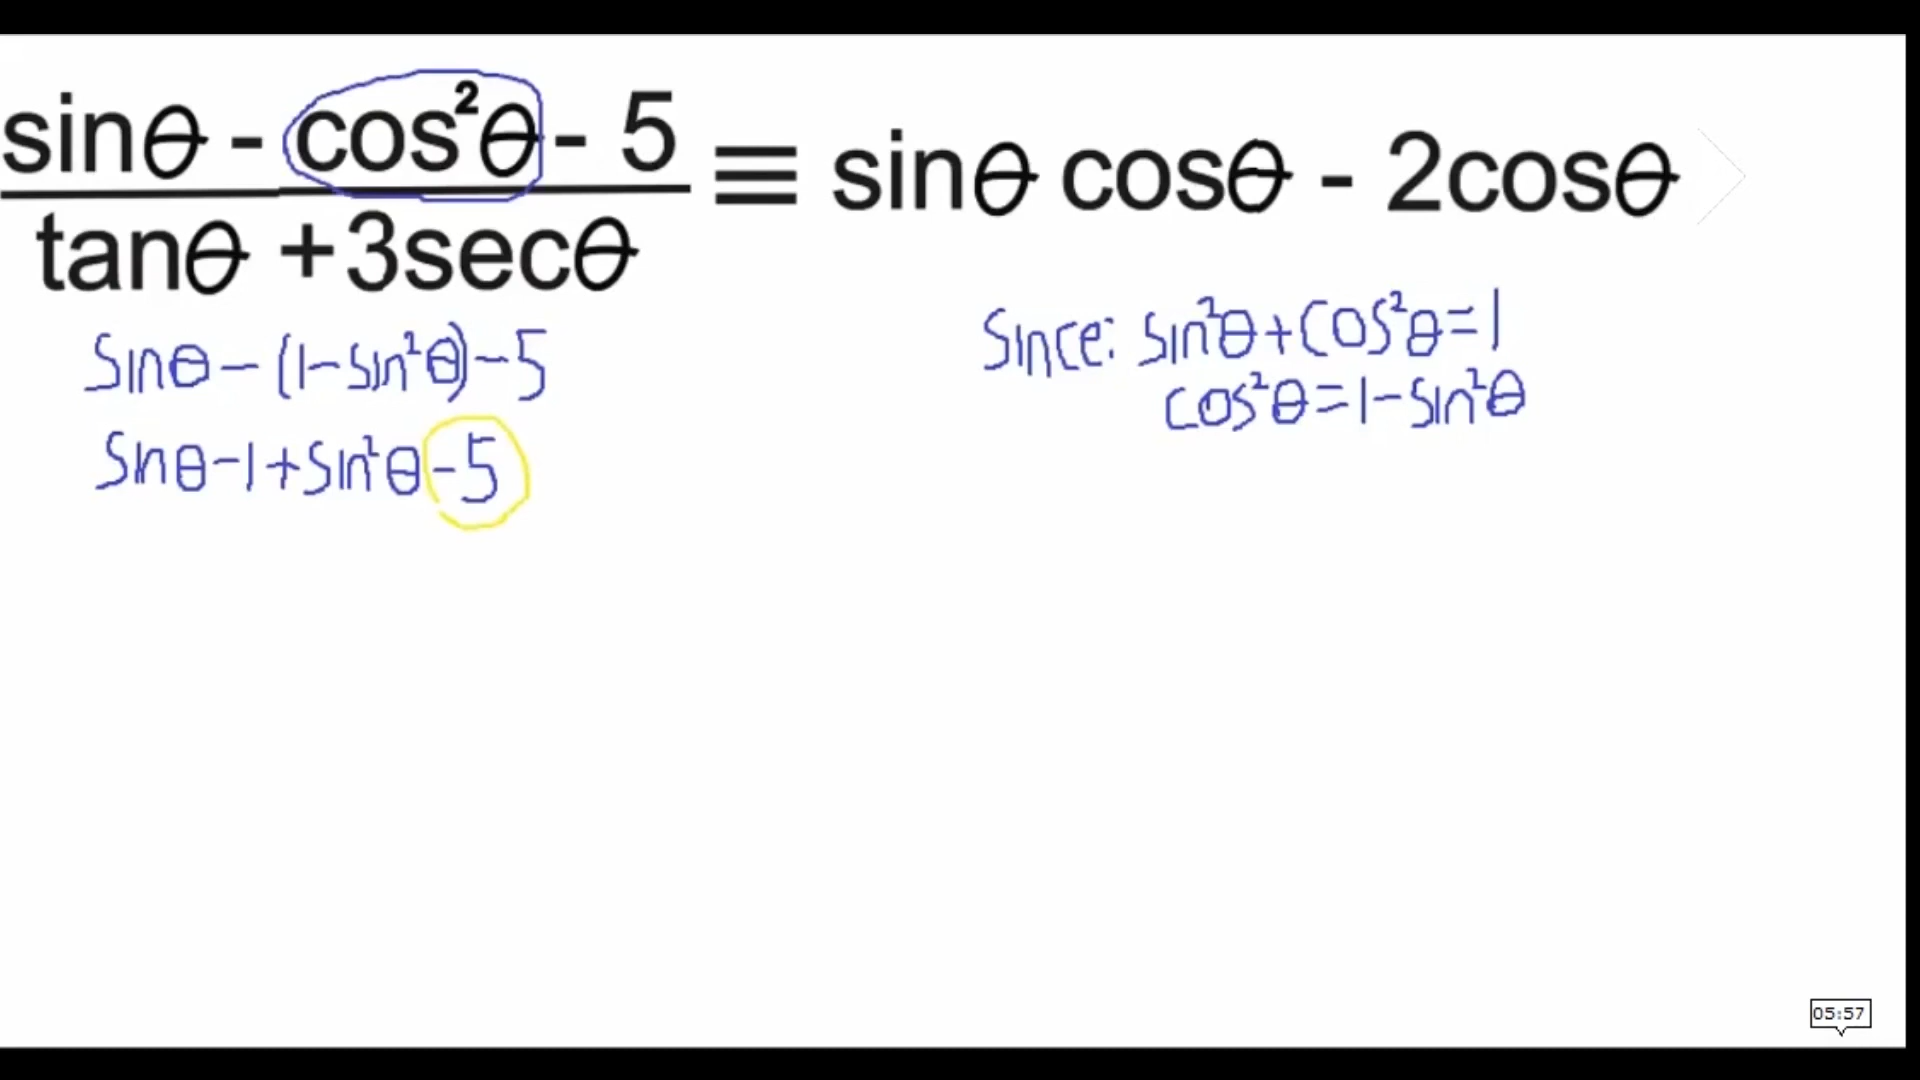 sinθ - cos²θ - 5
tanθ +3secθ
≡ sinθ cosθ - 2cosθ
Sinθ-(1-sin²θ)-5
Since: sin²θ+cos²θ=1
cos²θ=1-sin²θ
Sinθ-1+sin²θ-5
05:57